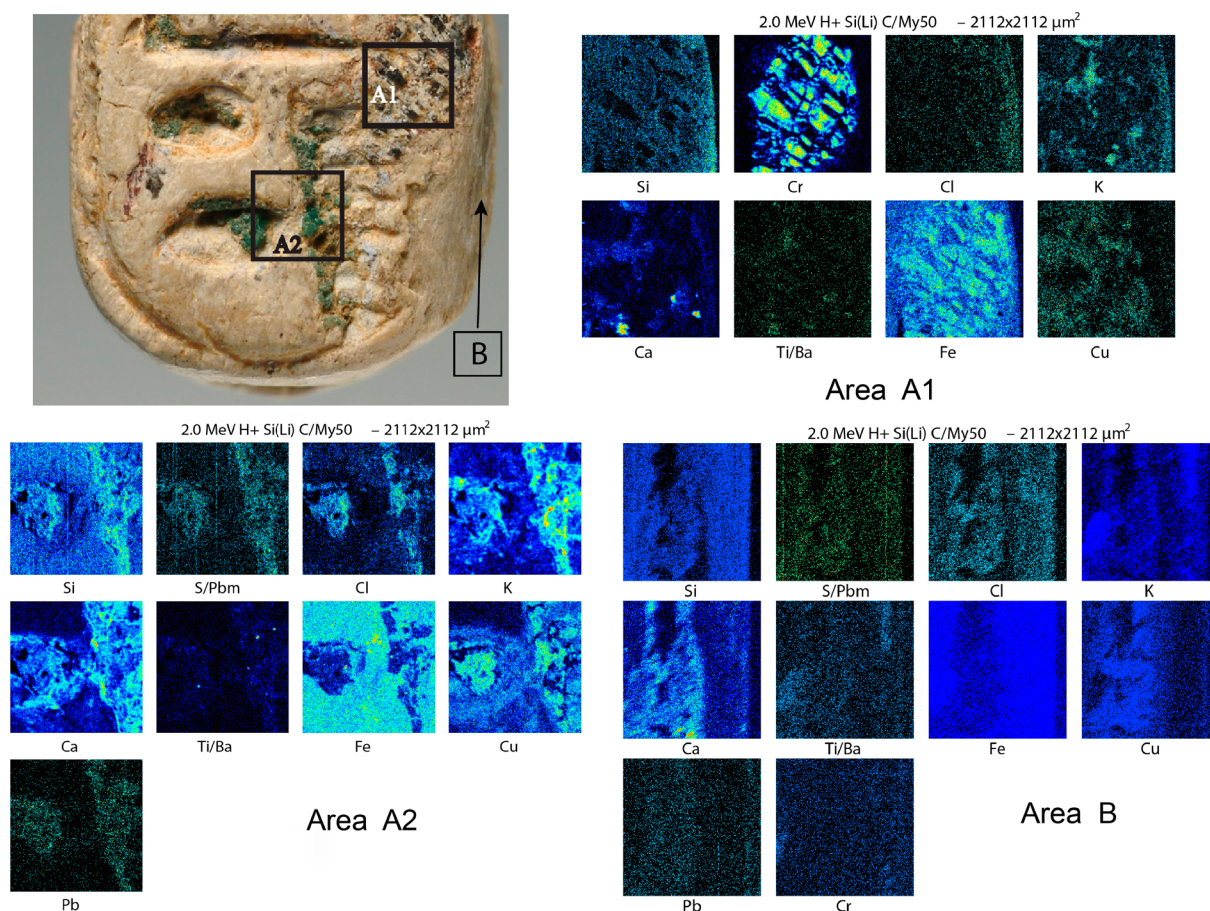 A1
A2
B
2.0 MeV H+ Si(Li) C/My50 – 2112x2112 µm²
Si Cr Cl K
Ca Ti/Ba Fe Cu
Area A1
2.0 MeV H+ Si(Li) C/My50 – 2112x2112 µm²
Si S/Pbm Cl K
Ca Ti/Ba Fe Cu
Pb
Area A2
2.0 MeV H+ Si(Li) C/My50 – 2112x2112 µm²
Si S/Pbm Cl K
Ca Ti/Ba Fe Cu
Pb Cr
Area B